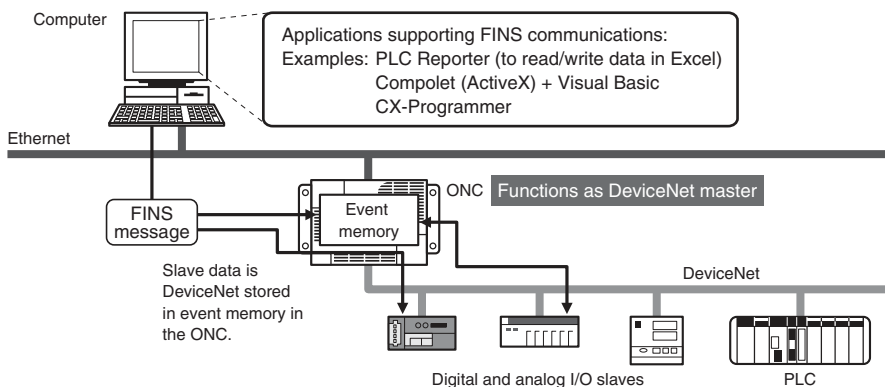 Computer
Applications supporting FINS communications:
Examples: PLC Reporter (to read/write data in Excel)
Compolet (ActiveX) + Visual Basic
CX-Programmer
Ethernet
ONC
Functions as DeviceNet master
FINS
message
Event
memory
Slave data is
DeviceNet stored
in event memory in
the ONC.
DeviceNet
Digital and analog I/O slaves
PLC